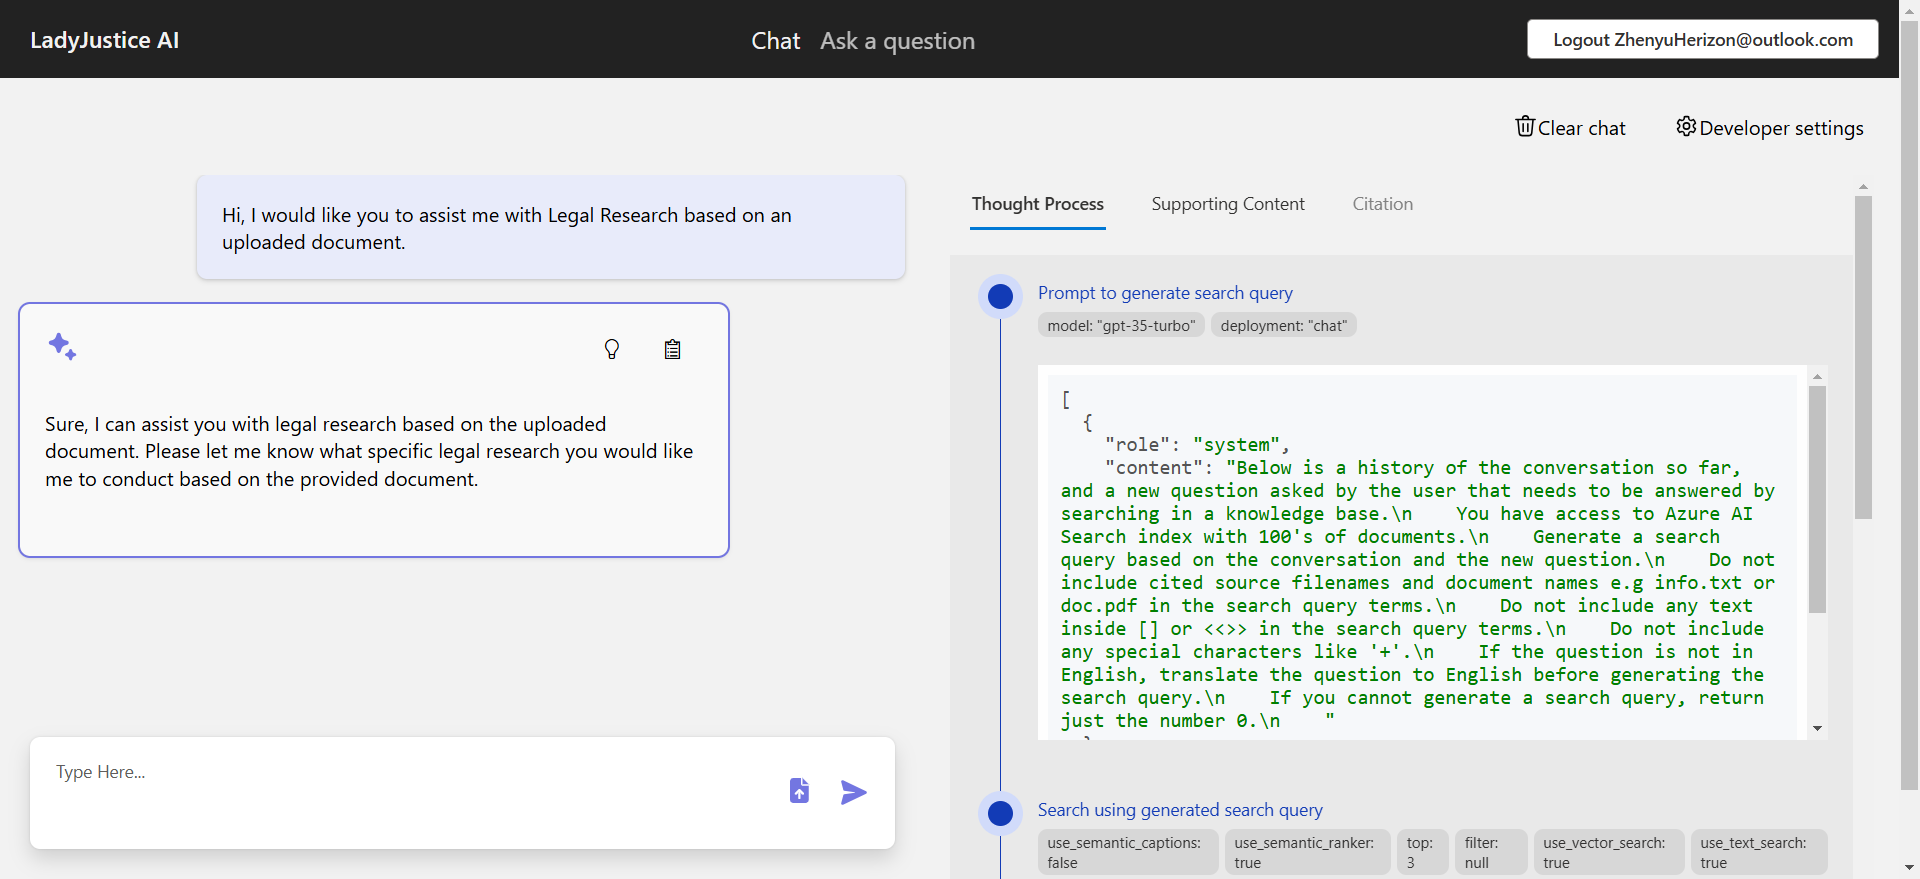 LadyJustice AI
Chat
Ask a question
Logout ZhenyuHerizon@outlook.com
Clear chat
Developer settings
Hi, I would like you to assist me with Legal Research based on an
uploaded document.
Sure, I can assist you with legal research based on the uploaded
document. Please let me know what specific legal research you would like
me to conduct based on the provided document.
Type Here...
Thought Process
Supporting Content
Citation
Prompt to generate search query
model: "gpt-35-turbo"
deployment: "chat"
[
{
"role": "system",
"content": "Below is a history of the conversation so far,
and a new question asked by the user that needs to be answered by
searching in a knowledge base.\n    You have access to Azure AI
Search index with 100's of documents.\n    Generate a search
query based on the conversation and the new question.\n    Do not
include cited source filenames and document names e.g info.txt or
doc.pdf in the search query terms.\n    Do not include any text
inside [] or <<>> in the search query terms.\n    Do not include
any special characters like '+'.\n    If the question is not in
English, translate the question to English before generating the
search query.\n    If you cannot generate a search query, return
just the number 0.\n    "
Search using generated search query
use_semantic_captions:
false
use_semantic_ranker:
true
top:
3
filter:
null
use_vector_search:
true
use_text_search:
true